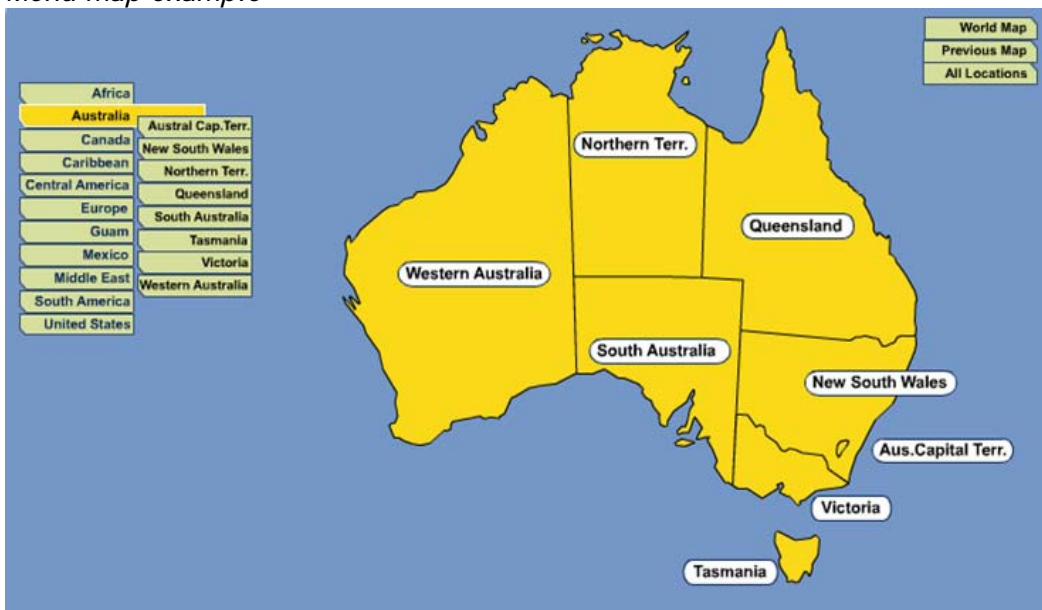 Menu map example
World Map
Previous Map
All Locations
Africa
Australia
Canada
Caribbean
Central America
Europe
Guam
Mexico
Middle East
South America
United States
Austral Cap.Terr.
New South Wales
Northern Terr.
Queensland
South Australia
Tasmania
Victoria
Western Australia
Northern Terr.
Queensland
Western Australia
South Australia
New South Wales
Aus.Capital Terr.
Victoria
Tasmania